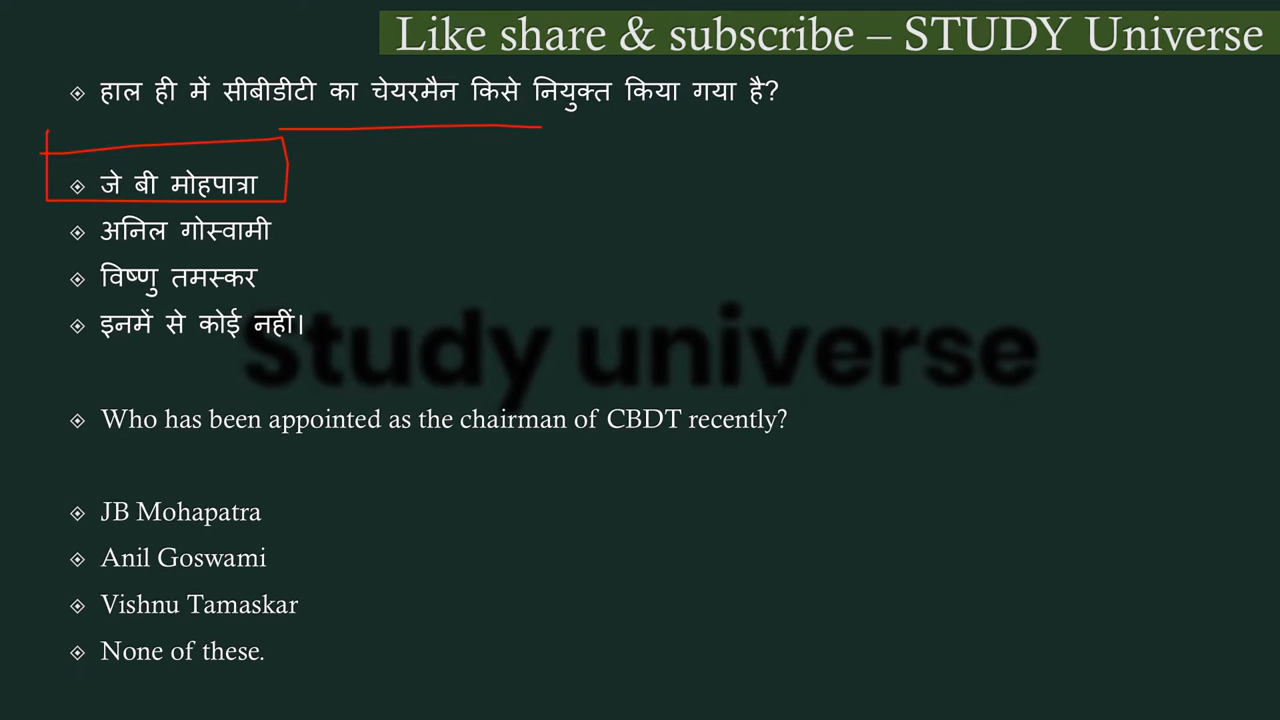 Like share & subscribe – STUDY Universe
हाल ही में सीबीडीटी का चेयरमैन किसे नियुक्त किया गया है?
जे बी मोहपात्रा
अनिल गोस्वामी
विष्णु तमस्कर
इनमें से कोई नहीं।
Study universe
Who has been appointed as the chairman of CBDT recently?
JB Mohapatra
Anil Goswami
Vishnu Tamaskar
None of these.